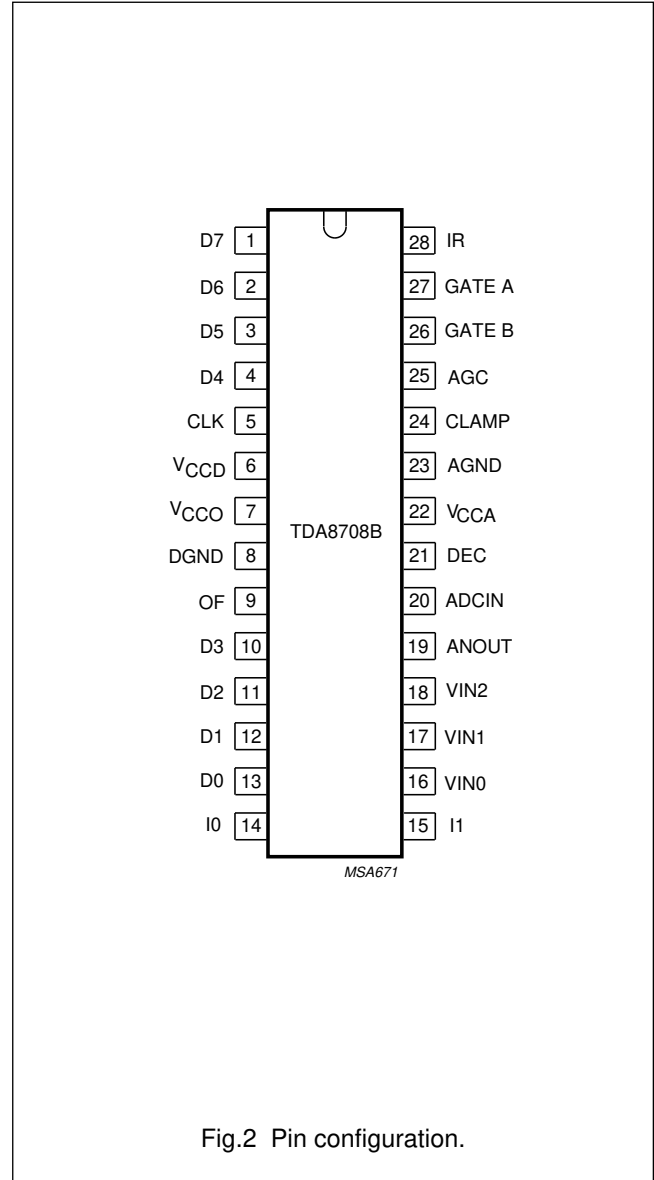 D7 1 28 IR
D6 2 27 GATE A
D5 3 26 GATE B
D4 4 25 AGC
CLK 5 24 CLAMP
VCCD 6 23 AGND
VCCO 7 22 VCCA
TDA8708B
DGND 8 21 DEC
OF 9 20 ADCIN
D3 10 19 ANOUT
D2 11 18 VIN2
D1 12 17 VIN1
D0 13 16 VIN0
I0 14 15 I1
MSA671
Fig.2 Pin configuration.